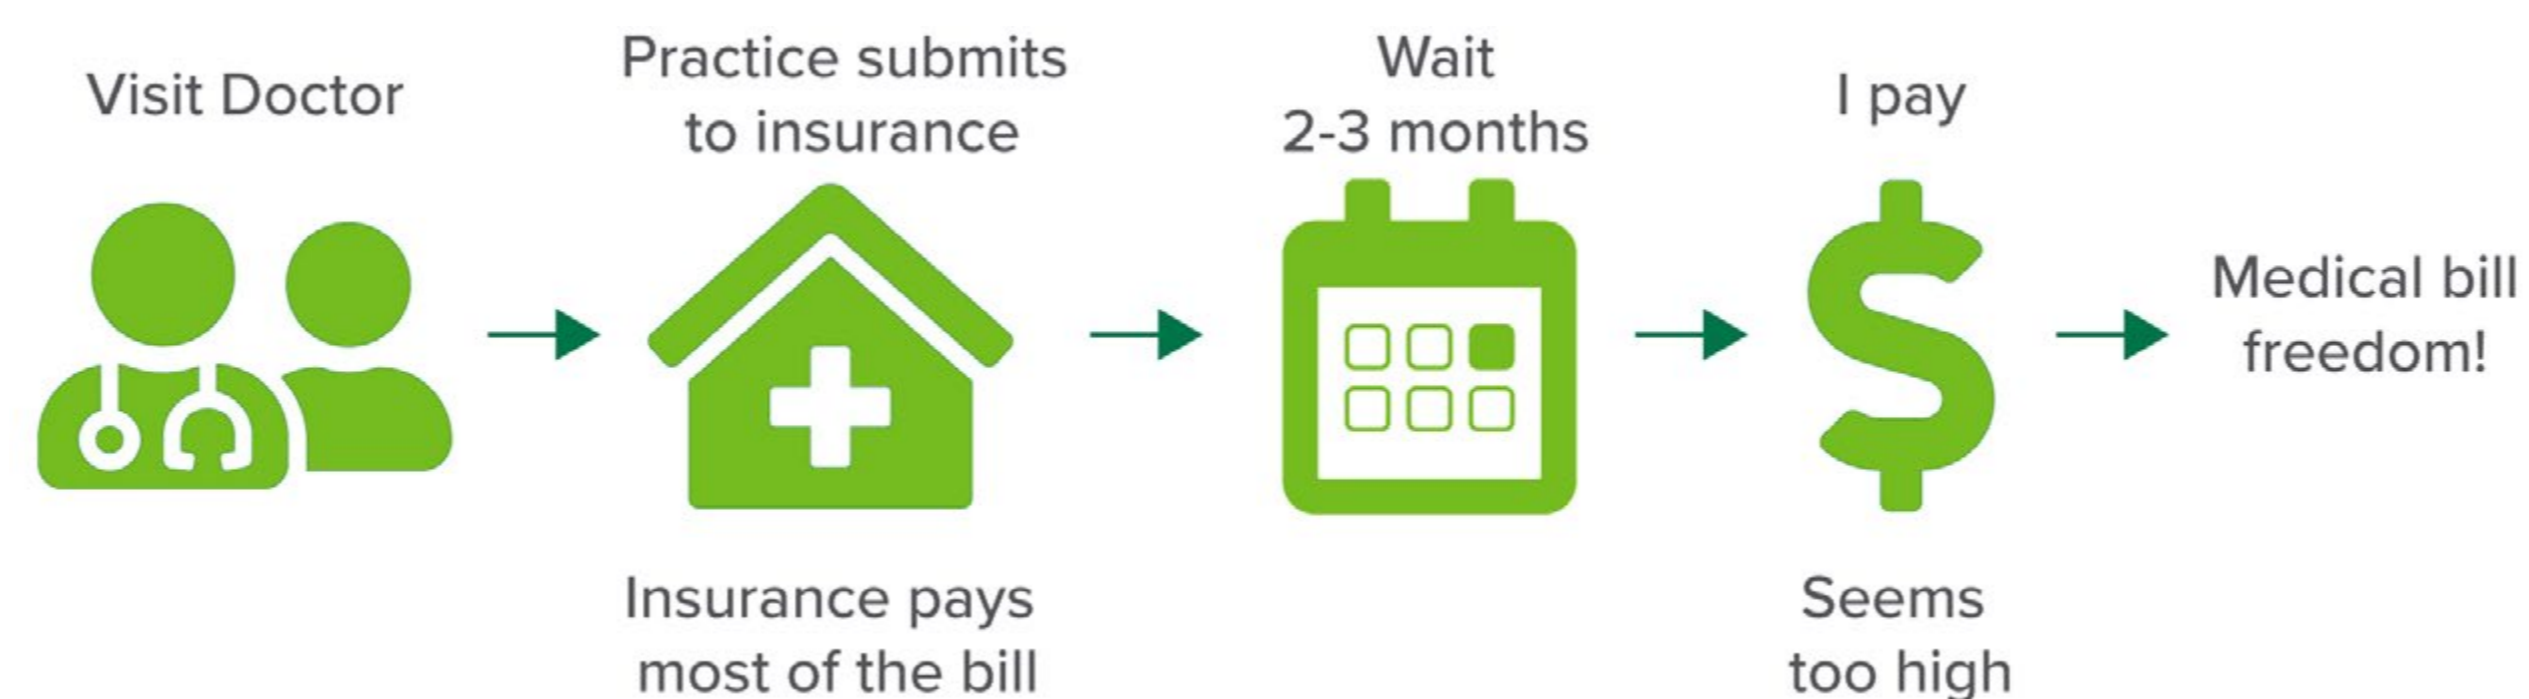 Visit Doctor
Practice submits
to insurance
Insurance pays
most of the bill
Wait
2-3 months
I pay
Seems
too high
Medical bill
freedom!